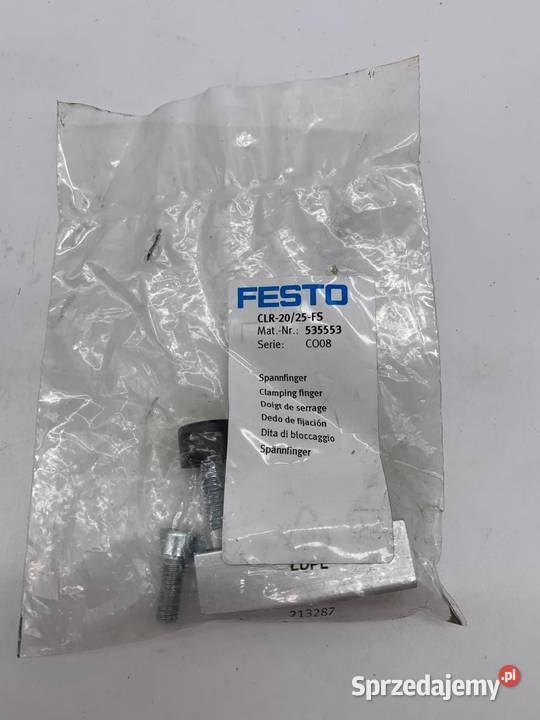 FESTO
CLR-20/25-FS
Mat.-Nr.: 535553
Serie: CO08
Spannfinger
Clamping finger
Doigt de serrage
Dedo de fijación
Dita di bloccaggio
Spannfinger
213287
Sprzedajemy.pl